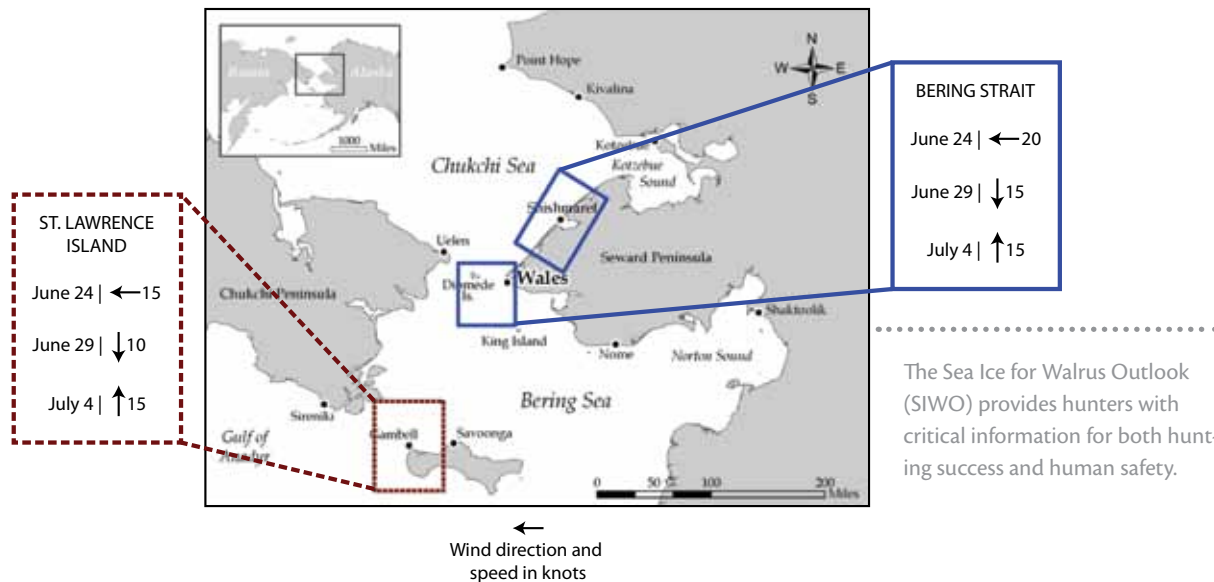 Russia
Alaska
1000
Miles
N
W E
S
Point Hope
Kivalina
Kotzebue
Kotzebue
Sound
Chukchi Sea
Shishmaref
Uelen
Seward Peninsula
Chukchi Peninsula
Diomede
Is.
Wales
Shaktoolik
King Island
Nome
Norton Sound
Bering Sea
Sireniki
Gulf of
Anadyr
Gambell
Savoonga
0 50 100 200
Miles
ST. LAWRENCE
ISLAND
June 24 | ←15
June 29 | ↓10
July 4 | ↑15
BERING STRAIT
June 24 | ←20
June 29 | ↓15
July 4 | ↑15
The Sea Ice for Walrus Outlook
(SIWO) provides hunters with
critical information for both hunt-
ing success and human safety.
←
Wind direction and
speed in knots